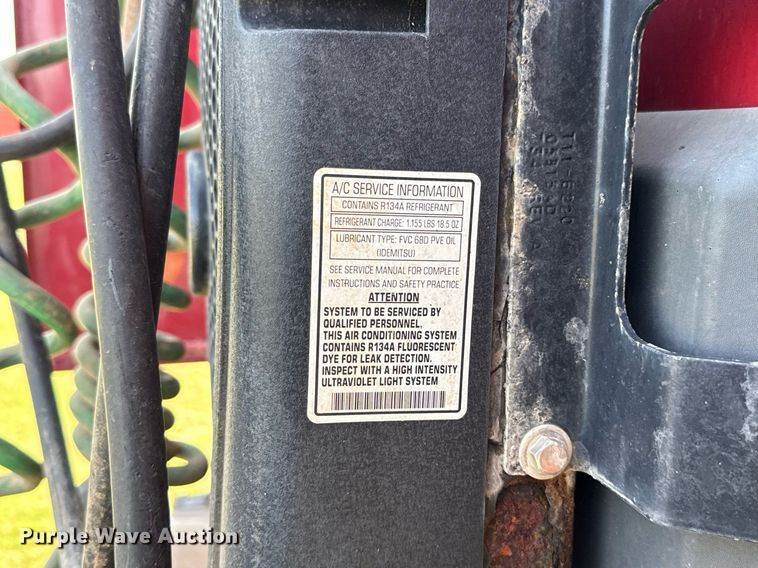 A/C SERVICE INFORMATION
CONTAINS R134A REFRIGERANT
REFRIGERANT CHARGE: 1.155 LBS 18.5 OZ
LUBRICANT TYPE: FVC 68D PVE OIL
(IDEMITSU)
SEE SERVICE MANUAL FOR COMPLETE
INSTRUCTIONS AND SAFETY PRACTICE
ATTENTION
SYSTEM TO BE SERVICED BY
QUALIFIED PERSONNEL.
THIS AIR CONDITIONING SYSTEM
CONTAINS R134A FLUORESCENT
DYE FOR LEAK DETECTION.
INSPECT WITH A HIGH INTENSITY
ULTRAVIOLET LIGHT SYSTEM
Purple Wave Auction